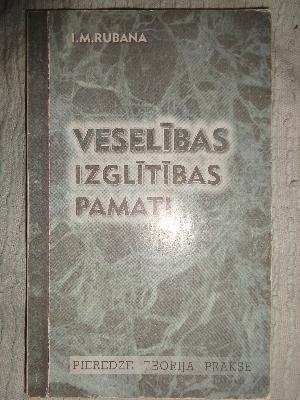 I.M.RUBANA
VESELĪBAS
IZGLĪTĪBAS
PAMATI
PIEREDZE TEORIJA PRAKSE